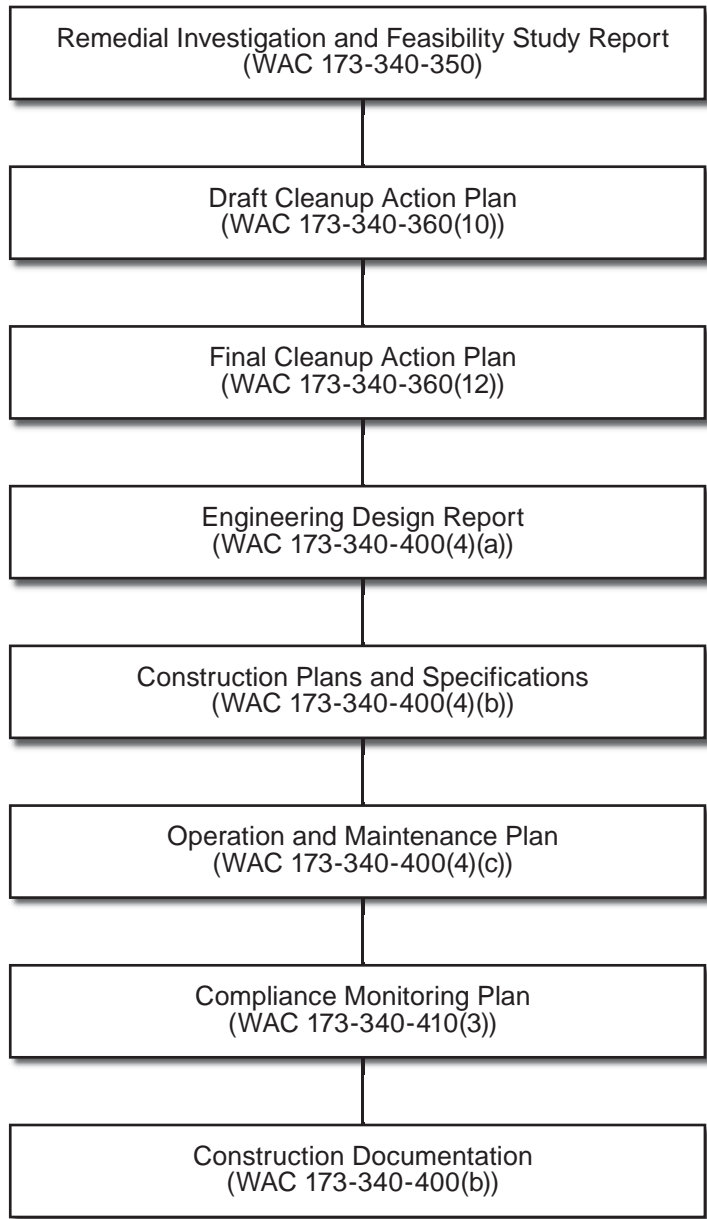 Remedial Investigation and Feasibility Study Report
(WAC 173-340-350)
Draft Cleanup Action Plan
(WAC 173-340-360(10))
Final Cleanup Action Plan
(WAC 173-340-360(12))
Engineering Design Report
(WAC 173-340-400(4)(a))
Construction Plans and Specifications
(WAC 173-340-400(4)(b))
Operation and Maintenance Plan
(WAC 173-340-400(4)(c))
Compliance Monitoring Plan
(WAC 173-340-410(3))
Construction Documentation
(WAC 173-340-400(b))